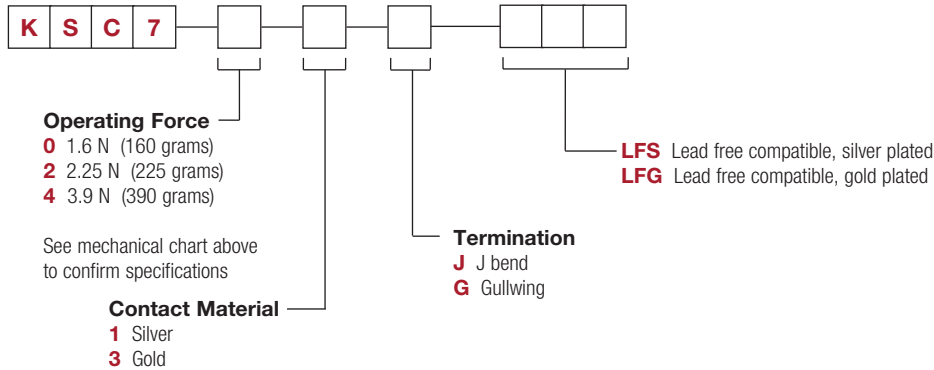 K S C 7
Operating Force
0 1.6 N (160 grams)
2 2.25 N (225 grams)
4 3.9 N (390 grams)
See mechanical chart above
to confirm specifications
Contact Material
1 Silver
3 Gold
Termination
J J bend
G Gullwing
LFS Lead free compatible, silver plated
LFG Lead free compatible, gold plated